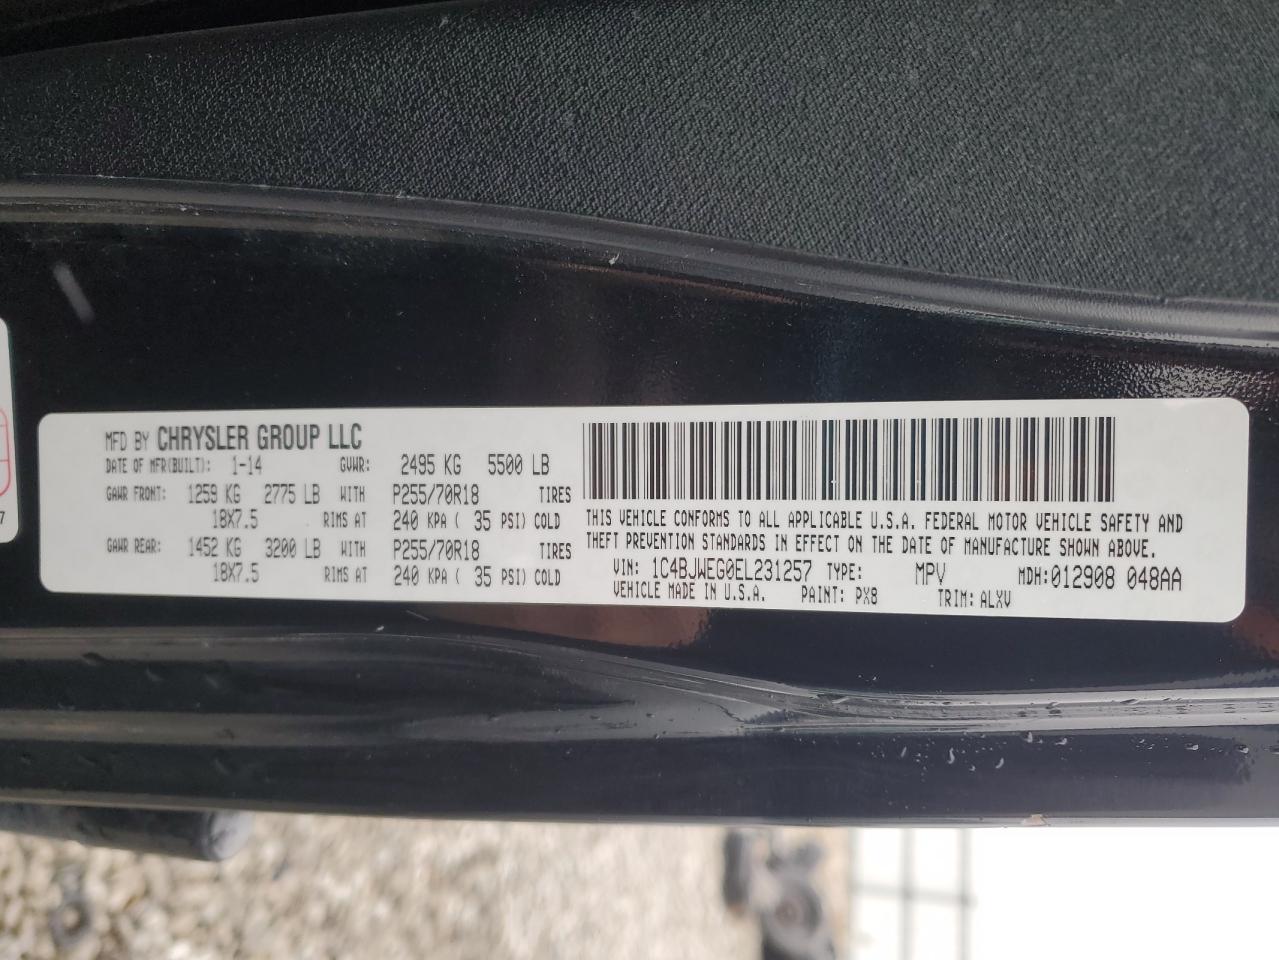 MFD BY CHRYSLER GROUP LLC
DATE OF MFR(BUILT): 1-14 GVWR: 2495 KG 5500 LB
GAWR FRONT: 1259 KG 2775 LB WITH P255/70R18 TIRES
18X7.5 RIMS AT 240 KPA ( 35 PSI) COLD
GAWR REAR: 1452 KG 3200 LB WITH P255/70R18 TIRES
18X7.5 RIMS AT 240 KPA ( 35 PSI) COLD
THIS VEHICLE CONFORMS TO ALL APPLICABLE U.S.A. FEDERAL MOTOR VEHICLE SAFETY AND
THEFT PREVENTION STANDARDS IN EFFECT ON THE DATE OF MANUFACTURE SHOWN ABOVE.
VIN: 1C4BJWEG0EL231257 TYPE: MPV MDH:012908 048AA
VEHICLE MADE IN U.S.A. PAINT: PX8 TRIM: ALXV
7